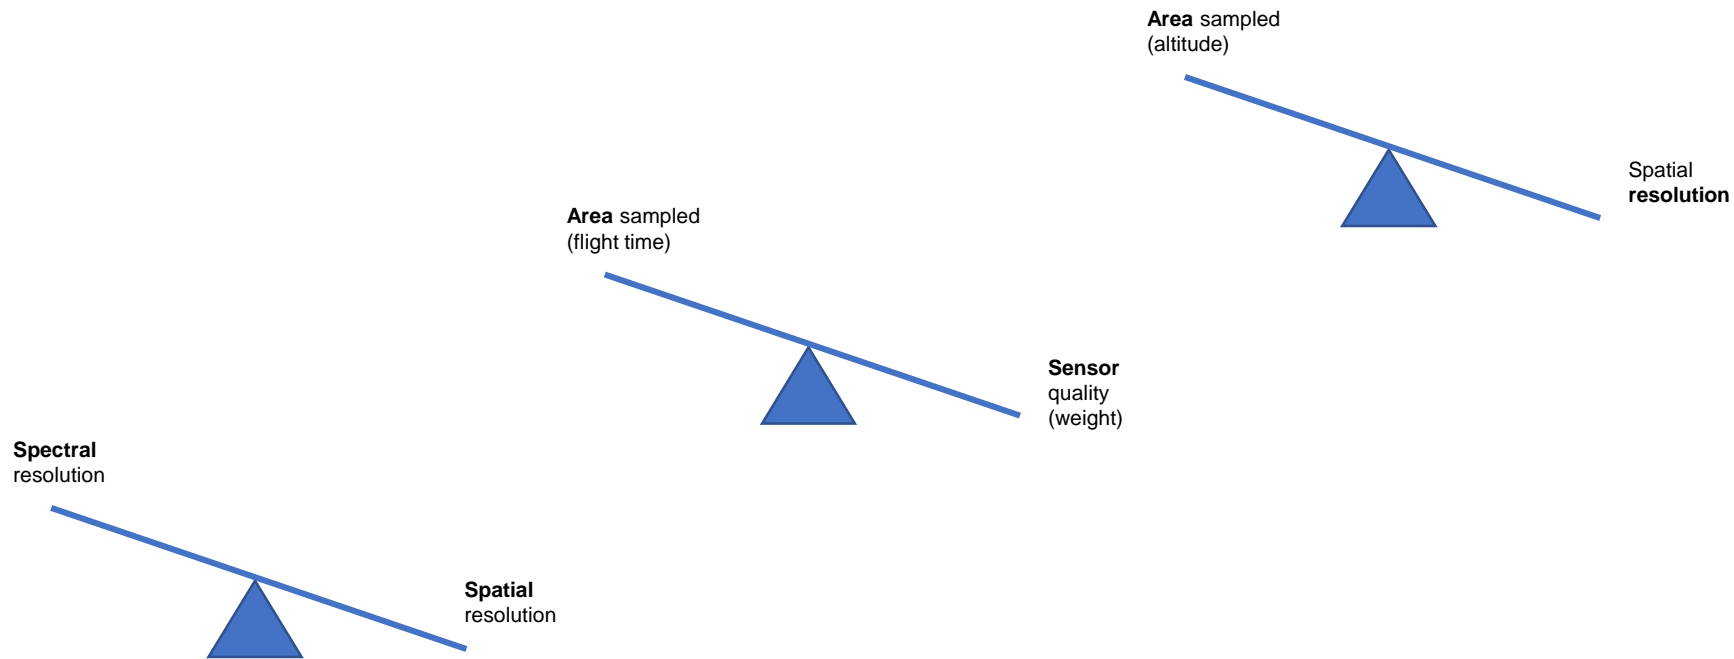 Area sampled
(altitude)
Spatial
resolution
Area sampled
(flight time)
Sensor
quality
(weight)
Spectral
resolution
Spatial
resolution